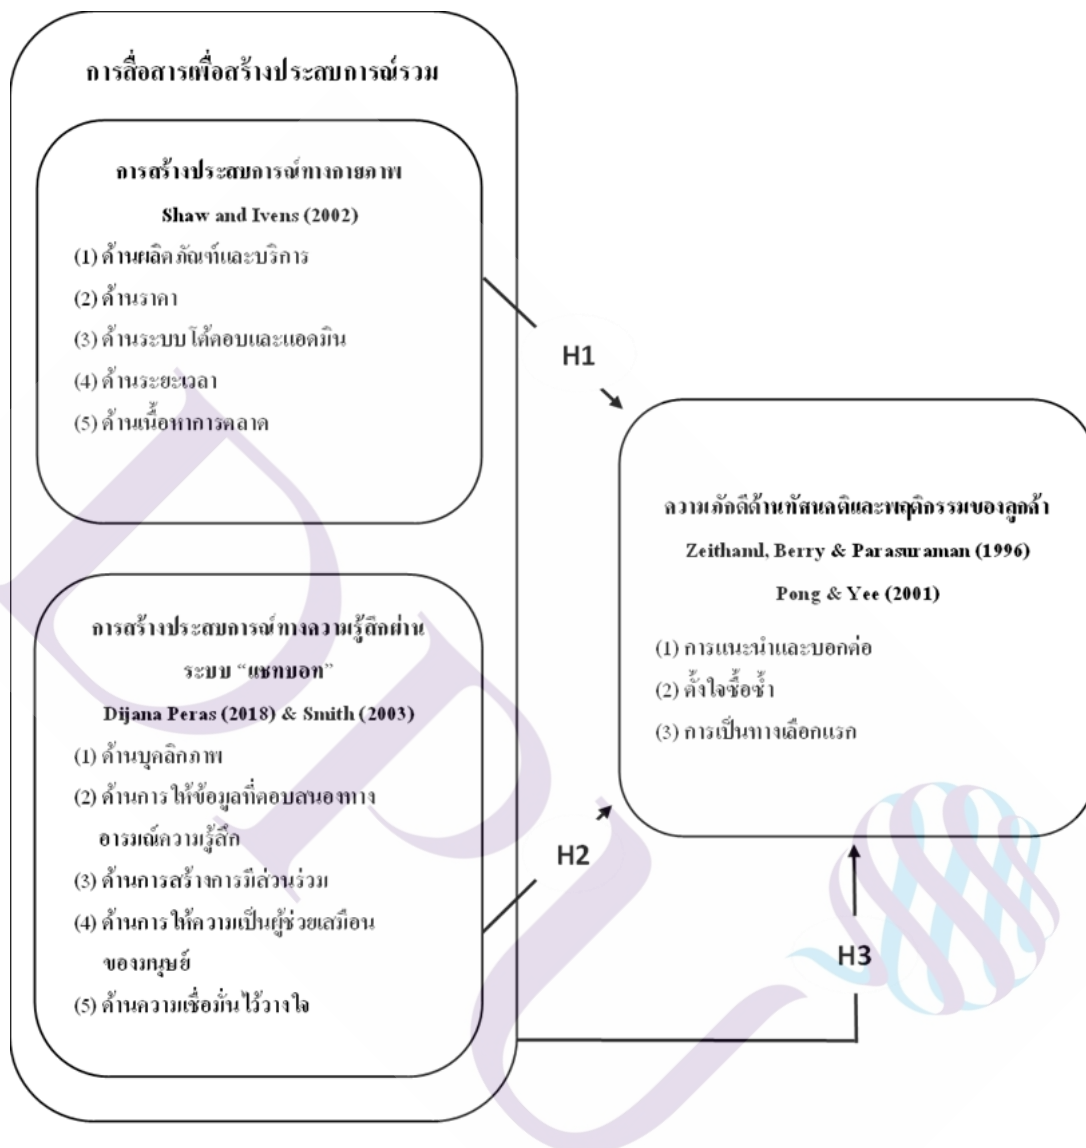 การสื่อสารเพื่อสร้างประสบการณ์รวม
การสร้างประสบการณ์ทางกายภาพ
Shaw and Ivens (2002)
(1) ด้านผลิตภัณฑ์และบริการ
(2) ด้านราคา
(3) ด้านระบบโต้ตอบและแอดมิน
(4) ด้านระยะเวลา
(5) ด้านเนื้อหาการตลาด
H1
ความภักดีด้านทัศนคติและพฤติกรรมของลูกค้า
Zeithaml, Berry & Parasuraman (1996)
Pong & Yee (2001)
(1) การแนะนำและบอกต่อ
(2) ตั้งใจซื้อซ้ำ
(3) การเป็นทางเลือกแรก
การสร้างประสบการณ์ทางความรู้สึกผ่าน
ระบบ “แชทบอท”
Dijana Peras (2018) & Smith (2003)
(1) ด้านบุคลิกภาพ
(2) ด้านการให้ข้อมูลที่ตอบสนองทาง
อารมณ์ความรู้สึก
(3) ด้านการสร้างการมีส่วนร่วม
(4) ด้านการให้ความเป็นผู้ช่วยเสมือน
ของมนุษย์
(5) ด้านความเชื่อมั่นไว้วางใจ
H2
H3
DPU